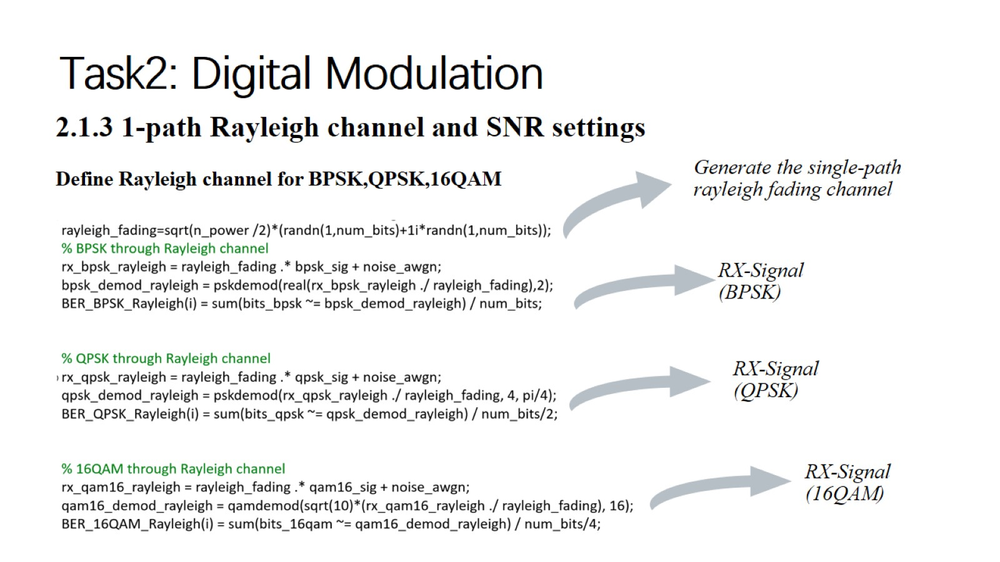 Task2: Digital Modulation
2.1.3 1-path Rayleigh channel and SNR settings
Define Rayleigh channel for BPSK,QPSK,16QAM
Generate the single-path
rayleigh fading channel
rayleigh_fading=sqrt(n_power /2)*(randn(1,num_bits)+1i*randn(1,num_bits));
% BPSK through Rayleigh channel
rx_bpsk_rayleigh = rayleigh_fading .* bpsk_sig + noise_awgn;
bpsk_demod_rayleigh = pskdemod(real(rx_bpsk_rayleigh ./ rayleigh_fading),2);
BER_BPSK_Rayleigh(i) = sum(bits_bpsk ~= bpsk_demod_rayleigh) / num_bits;
RX-Signal
(BPSK)
% QPSK through Rayleigh channel
rx_qpsk_rayleigh = rayleigh_fading .* qpsk_sig + noise_awgn;
qpsk_demod_rayleigh = pskdemod(rx_qpsk_rayleigh ./ rayleigh_fading, 4, pi/4);
BER_QPSK_Rayleigh(i) = sum(bits_qpsk ~= qpsk_demod_rayleigh) / num_bits/2;
RX-Signal
(QPSK)
% 16QAM through Rayleigh channel
rx_qam16_rayleigh = rayleigh_fading .* qam16_sig + noise_awgn;
qam16_demod_rayleigh = qamdemod(sqrt(10)*(rx_qam16_rayleigh ./ rayleigh_fading), 16);
BER_16QAM_Rayleigh(i) = sum(bits_16qam ~= qam16_demod_rayleigh) / num_bits/4;
RX-Signal
(16QAM)